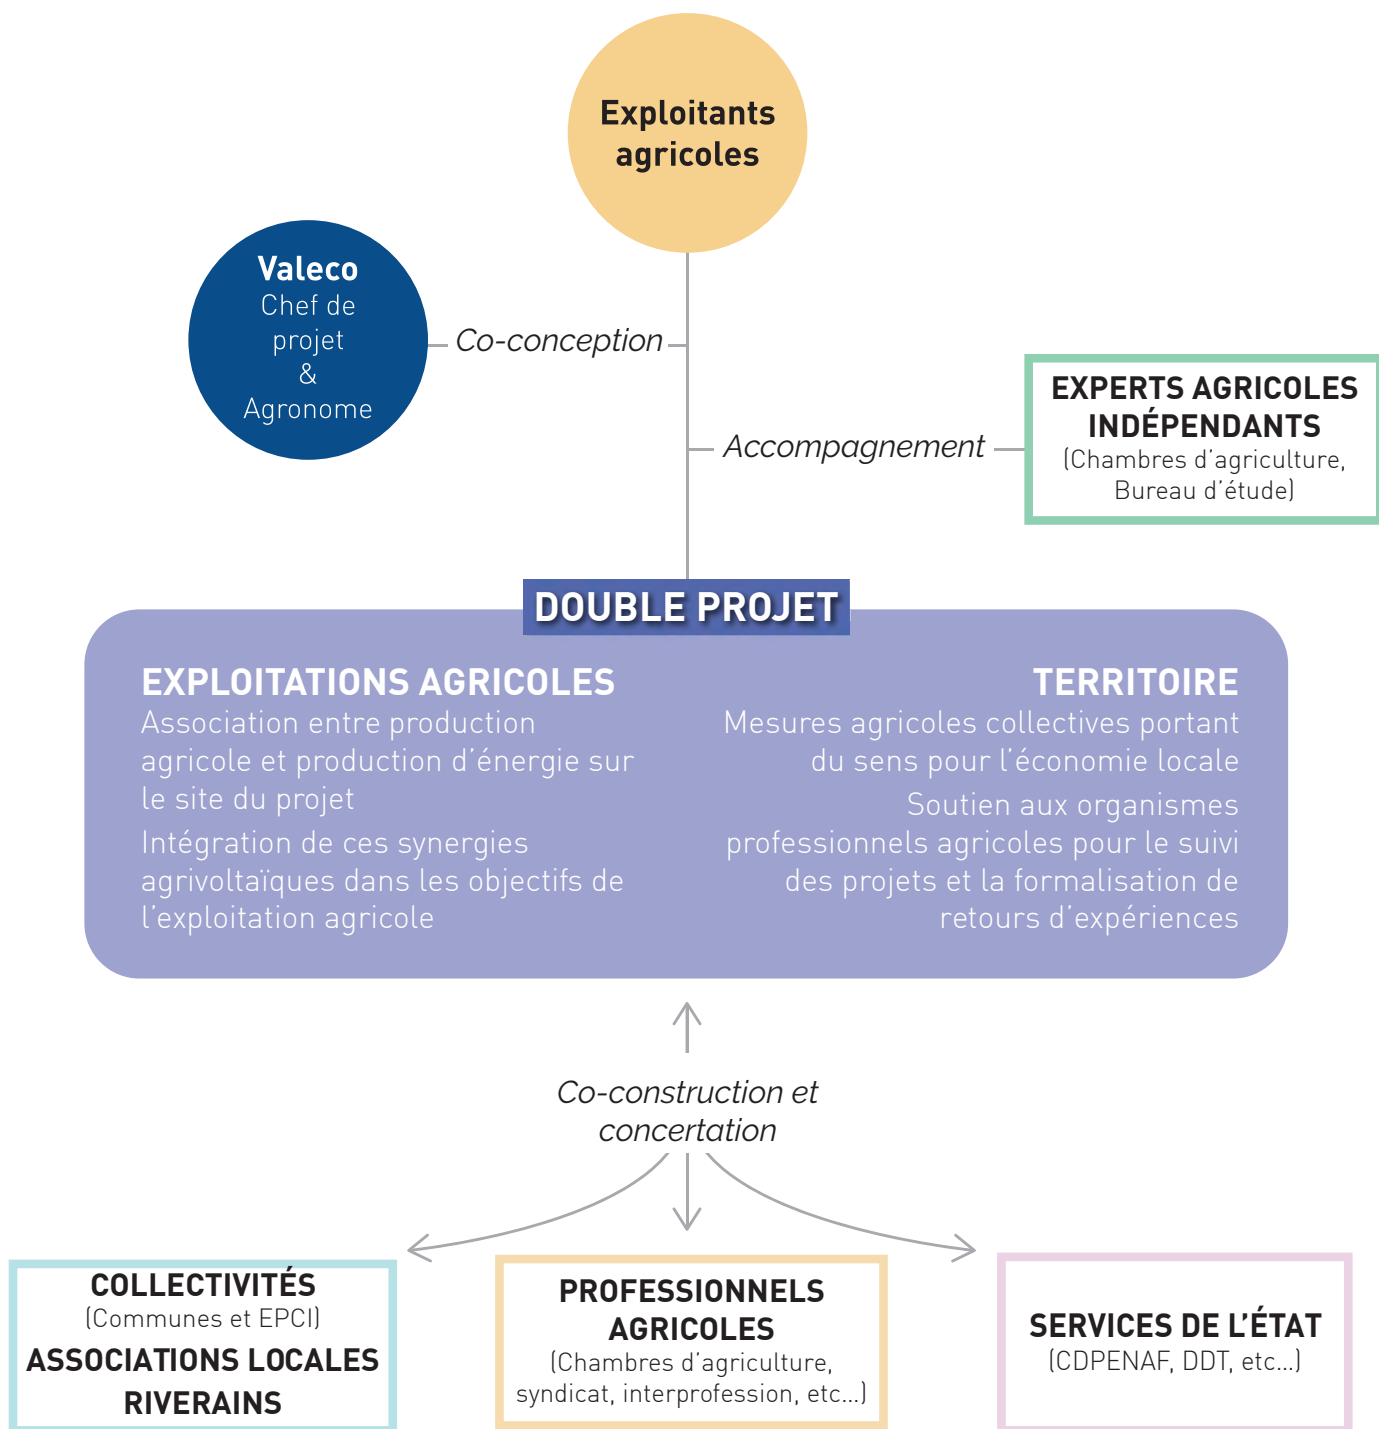 Exploitants
agricoles
Valeco
Chef de
projet
&
Agronome
Co-conception
EXPERTS AGRICOLES
INDÉPENDANTS
(Chambres d'agriculture,
Bureau d'étude)
Accompagnement
DOUBLE PROJET
EXPLOITATIONS AGRICOLES
Association entre production
agricole et production d'énergie sur
le site du projet
Intégration de ces synergies
agrivoltaïques dans les objectifs de
l'exploitation agricole
TERRITOIRE
Mesures agricoles collectives portant
du sens pour l'économie locale
Soutien aux organismes
professionnels agricoles pour le suivi
des projets et la formalisation de
retours d'expériences
Co-construction et
concertation
COLLECTIVITÉS
(Communes et EPCI)
ASSOCIATIONS LOCALES
RIVERAINS
PROFESSIONNELS
AGRICOLES
(Chambres d'agriculture,
syndicat, interprofession, etc...)
SERVICES DE L'ÉTAT
(CDPENAF, DDT, etc...)